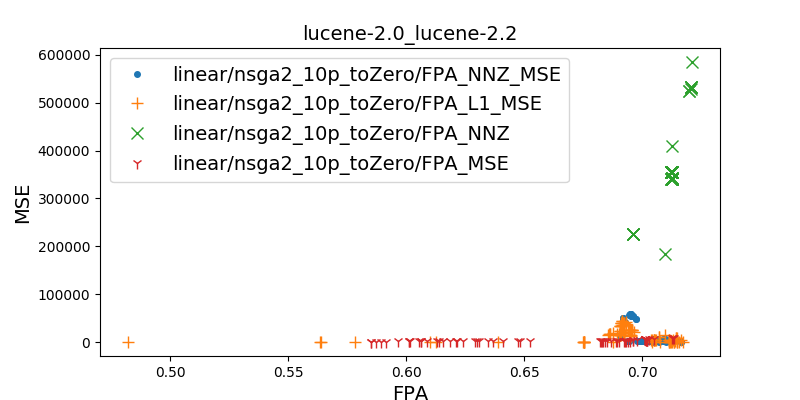 lucene-2.0_lucene-2.2
600000
500000
400000
300000
200000
100000
0
MSE
linear/nsga2_10p_toZero/FPA_NNZ_MSE
linear/nsga2_10p_toZero/FPA_L1_MSE
linear/nsga2_10p_toZero/FPA_NNZ
linear/nsga2_10p_toZero/FPA_MSE
0.50 0.55 0.60 0.65 0.70
FPA